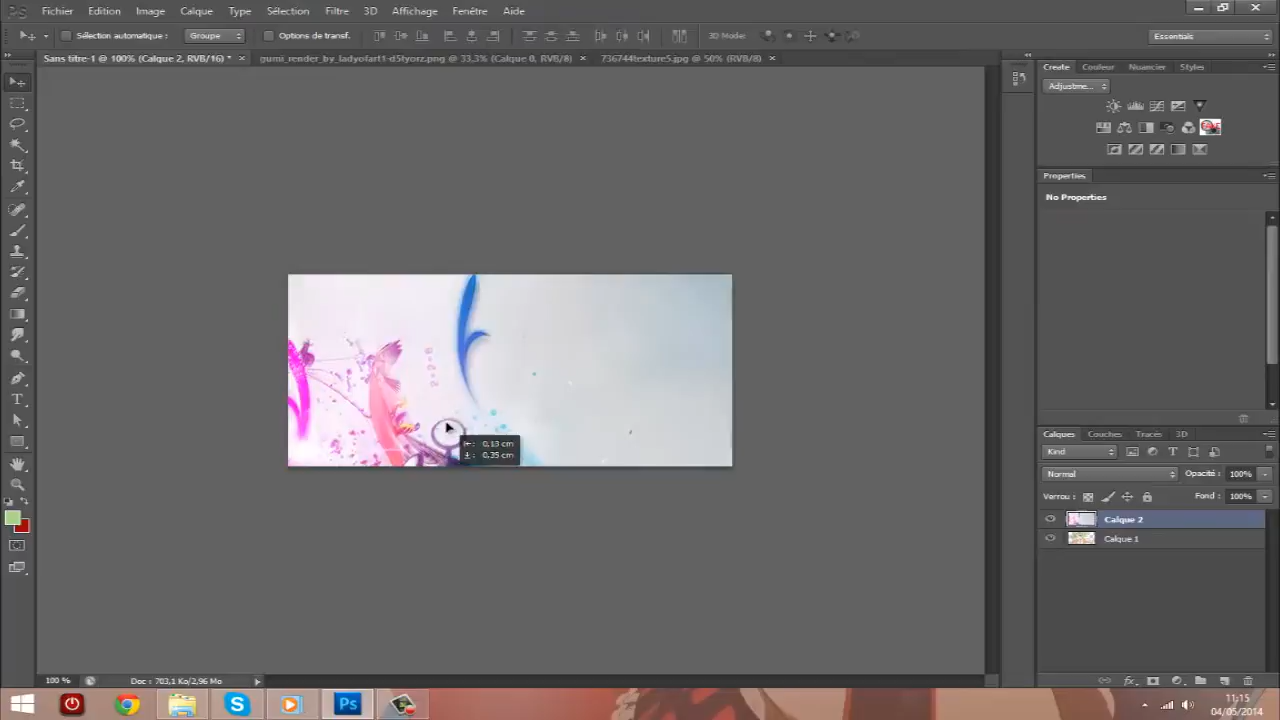 PS Fichier Edition Image Calque Type Sélection Filtre 3D Affichage Fenêtre Aide
Sélection automatique : Groupe Options de transf. 3D Mode: Essentials
Sans titre-1 @ 100% (Calque 2, RVB/16) * gumi_render_by_ladyofart1-d5tyorz.png @ 33,3% (Calque 0, RVB/8) 736744texture5.jpg @ 50% (RVB/8)
Create Couleur Nuancier Styles
Adjustme...
Properties
No Properties
0,13 cm
0,35 cm
Calques Couches Tracés 3D
Kind
Normal Opacité : 100%
Verrou : Fond : 100%
Calque 2
Calque 1
100 % Doc : 703,1 Ko/2,96 Mo
Ps
11:15
04/05/2014